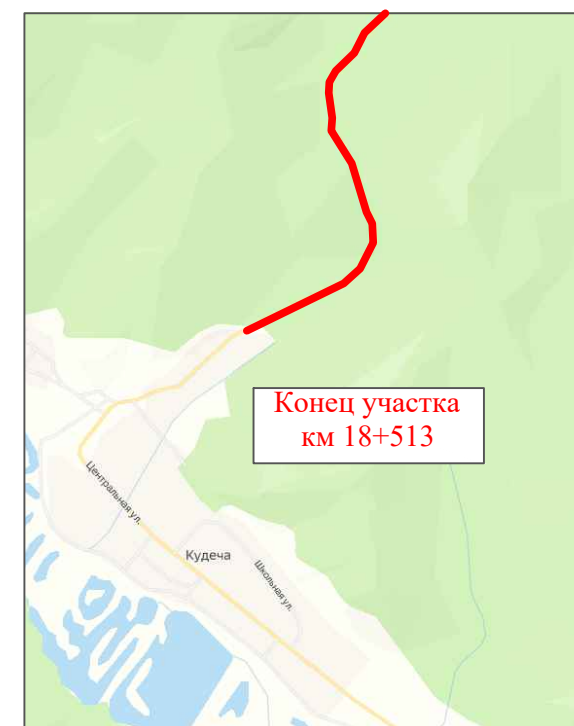 Конец участка
км 18+513
Центральная ул.
Кудеча
Школьная ул.